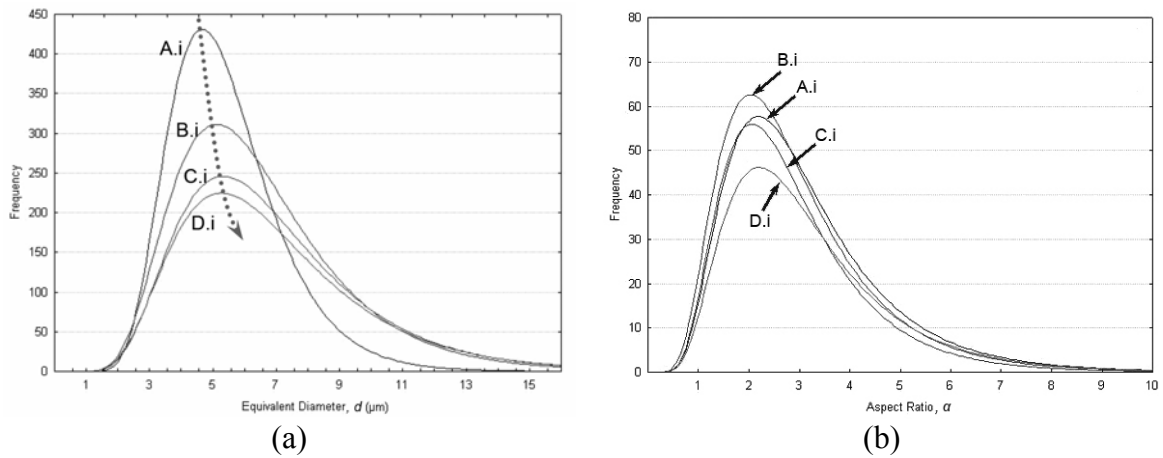 450
400
350
300
250
200
150
100
50
0
Frequency
A.i
B.i
C.i
D.i
1 3 5 7 9 11 13 15
Equivalent Diameter, d (µm)
(a)
80
70
60
50
40
30
20
10
0
Frequency
B.i
A.i
C.i
D.i
1 2 3 4 5 6 7 8 9 10
Aspect Ratio, α
(b)